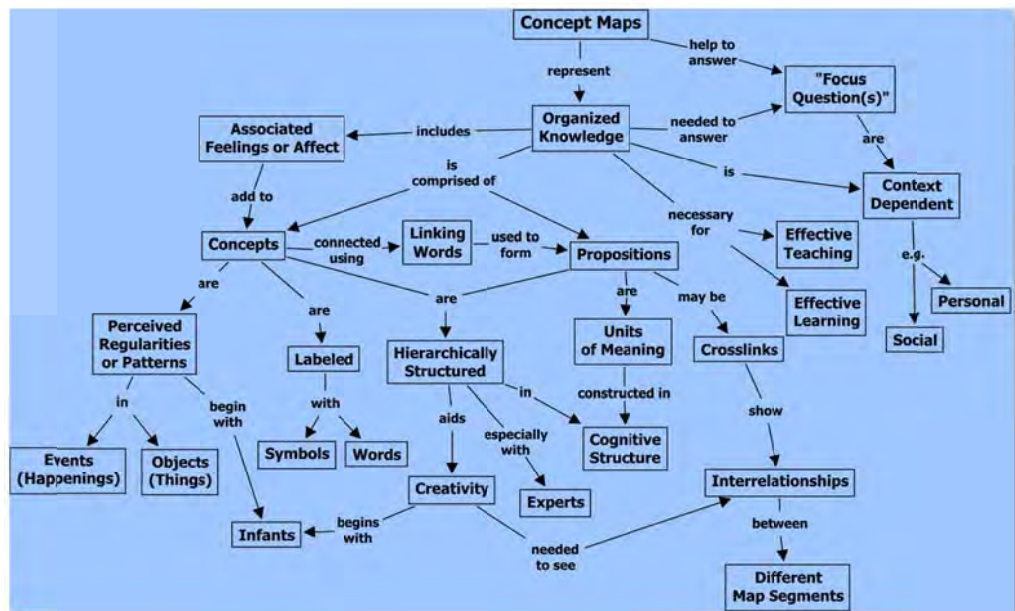 Concept Maps
help to
answer
represent
"Focus
Question(s)"
Organized
Knowledge
needed to
answer
Associated
Feelings or Affect
includes
are
is
comprised of
is
Context
Dependent
add to
necessary
for
Effective
Teaching
Concepts
connected
using
Linking
Words
used to
form
Propositions
e.g.
are
are
are
are
may be
Effective
Learning
Personal
Social
Perceived
Regularities
or Patterns
Labeled
Hierarchically
Structured
Units
of Meaning
Crosslinks
in
begin
with
with
aids
in
constructed in
show
especially
with
Events
(Happenings)
Objects
(Things)
Symbols
Words
Cognitive
Structure
Creativity
Experts
Interrelationships
Infants
begins
with
needed
to see
between
Different
Map Segments